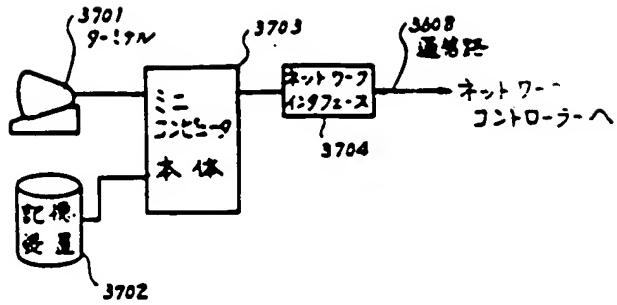 3701
ターミナル
3703
3608
通信路
ミニ
コンピュータ
本体
ネットワーク
インタフェース
ネットワー
コントローラーへ
3704
記憶
装置
3702